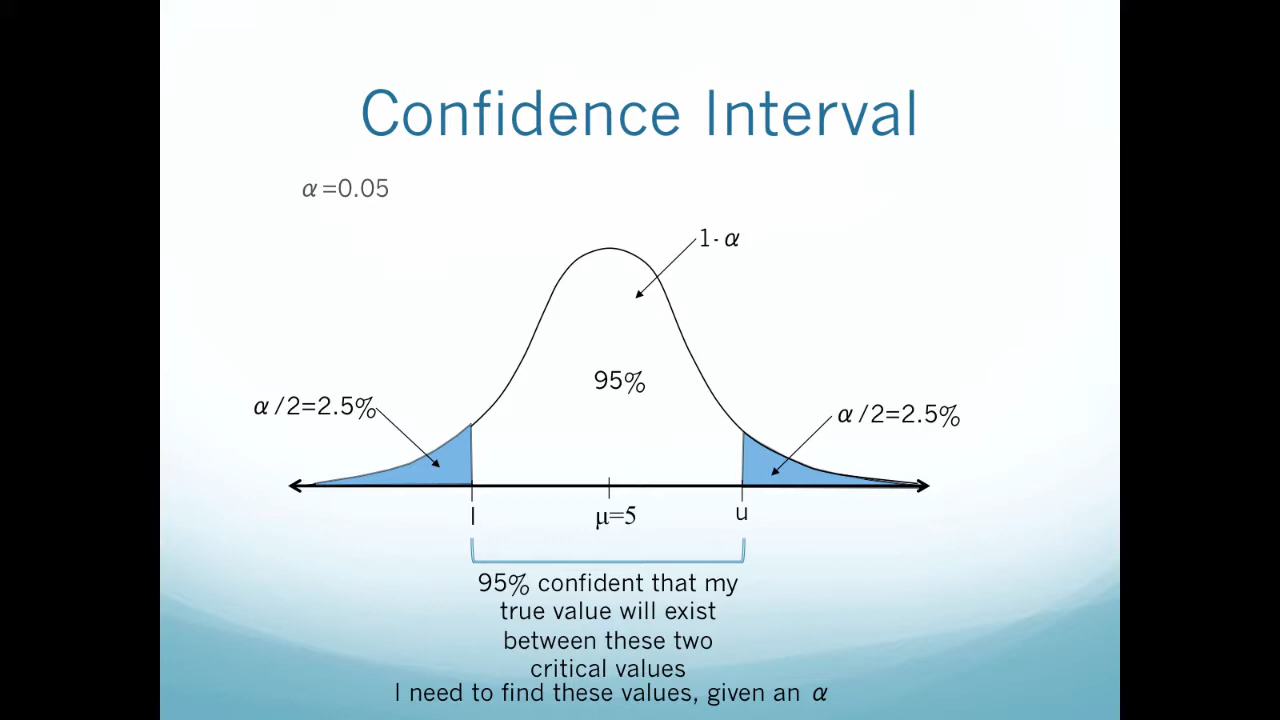 Confidence Interval
α=0.05
1-α
95%
α/2=2.5%
α/2=2.5%
l
μ=5
u
95% confident that my
true value will exist
between these two
critical values
I need to find these values, given an α